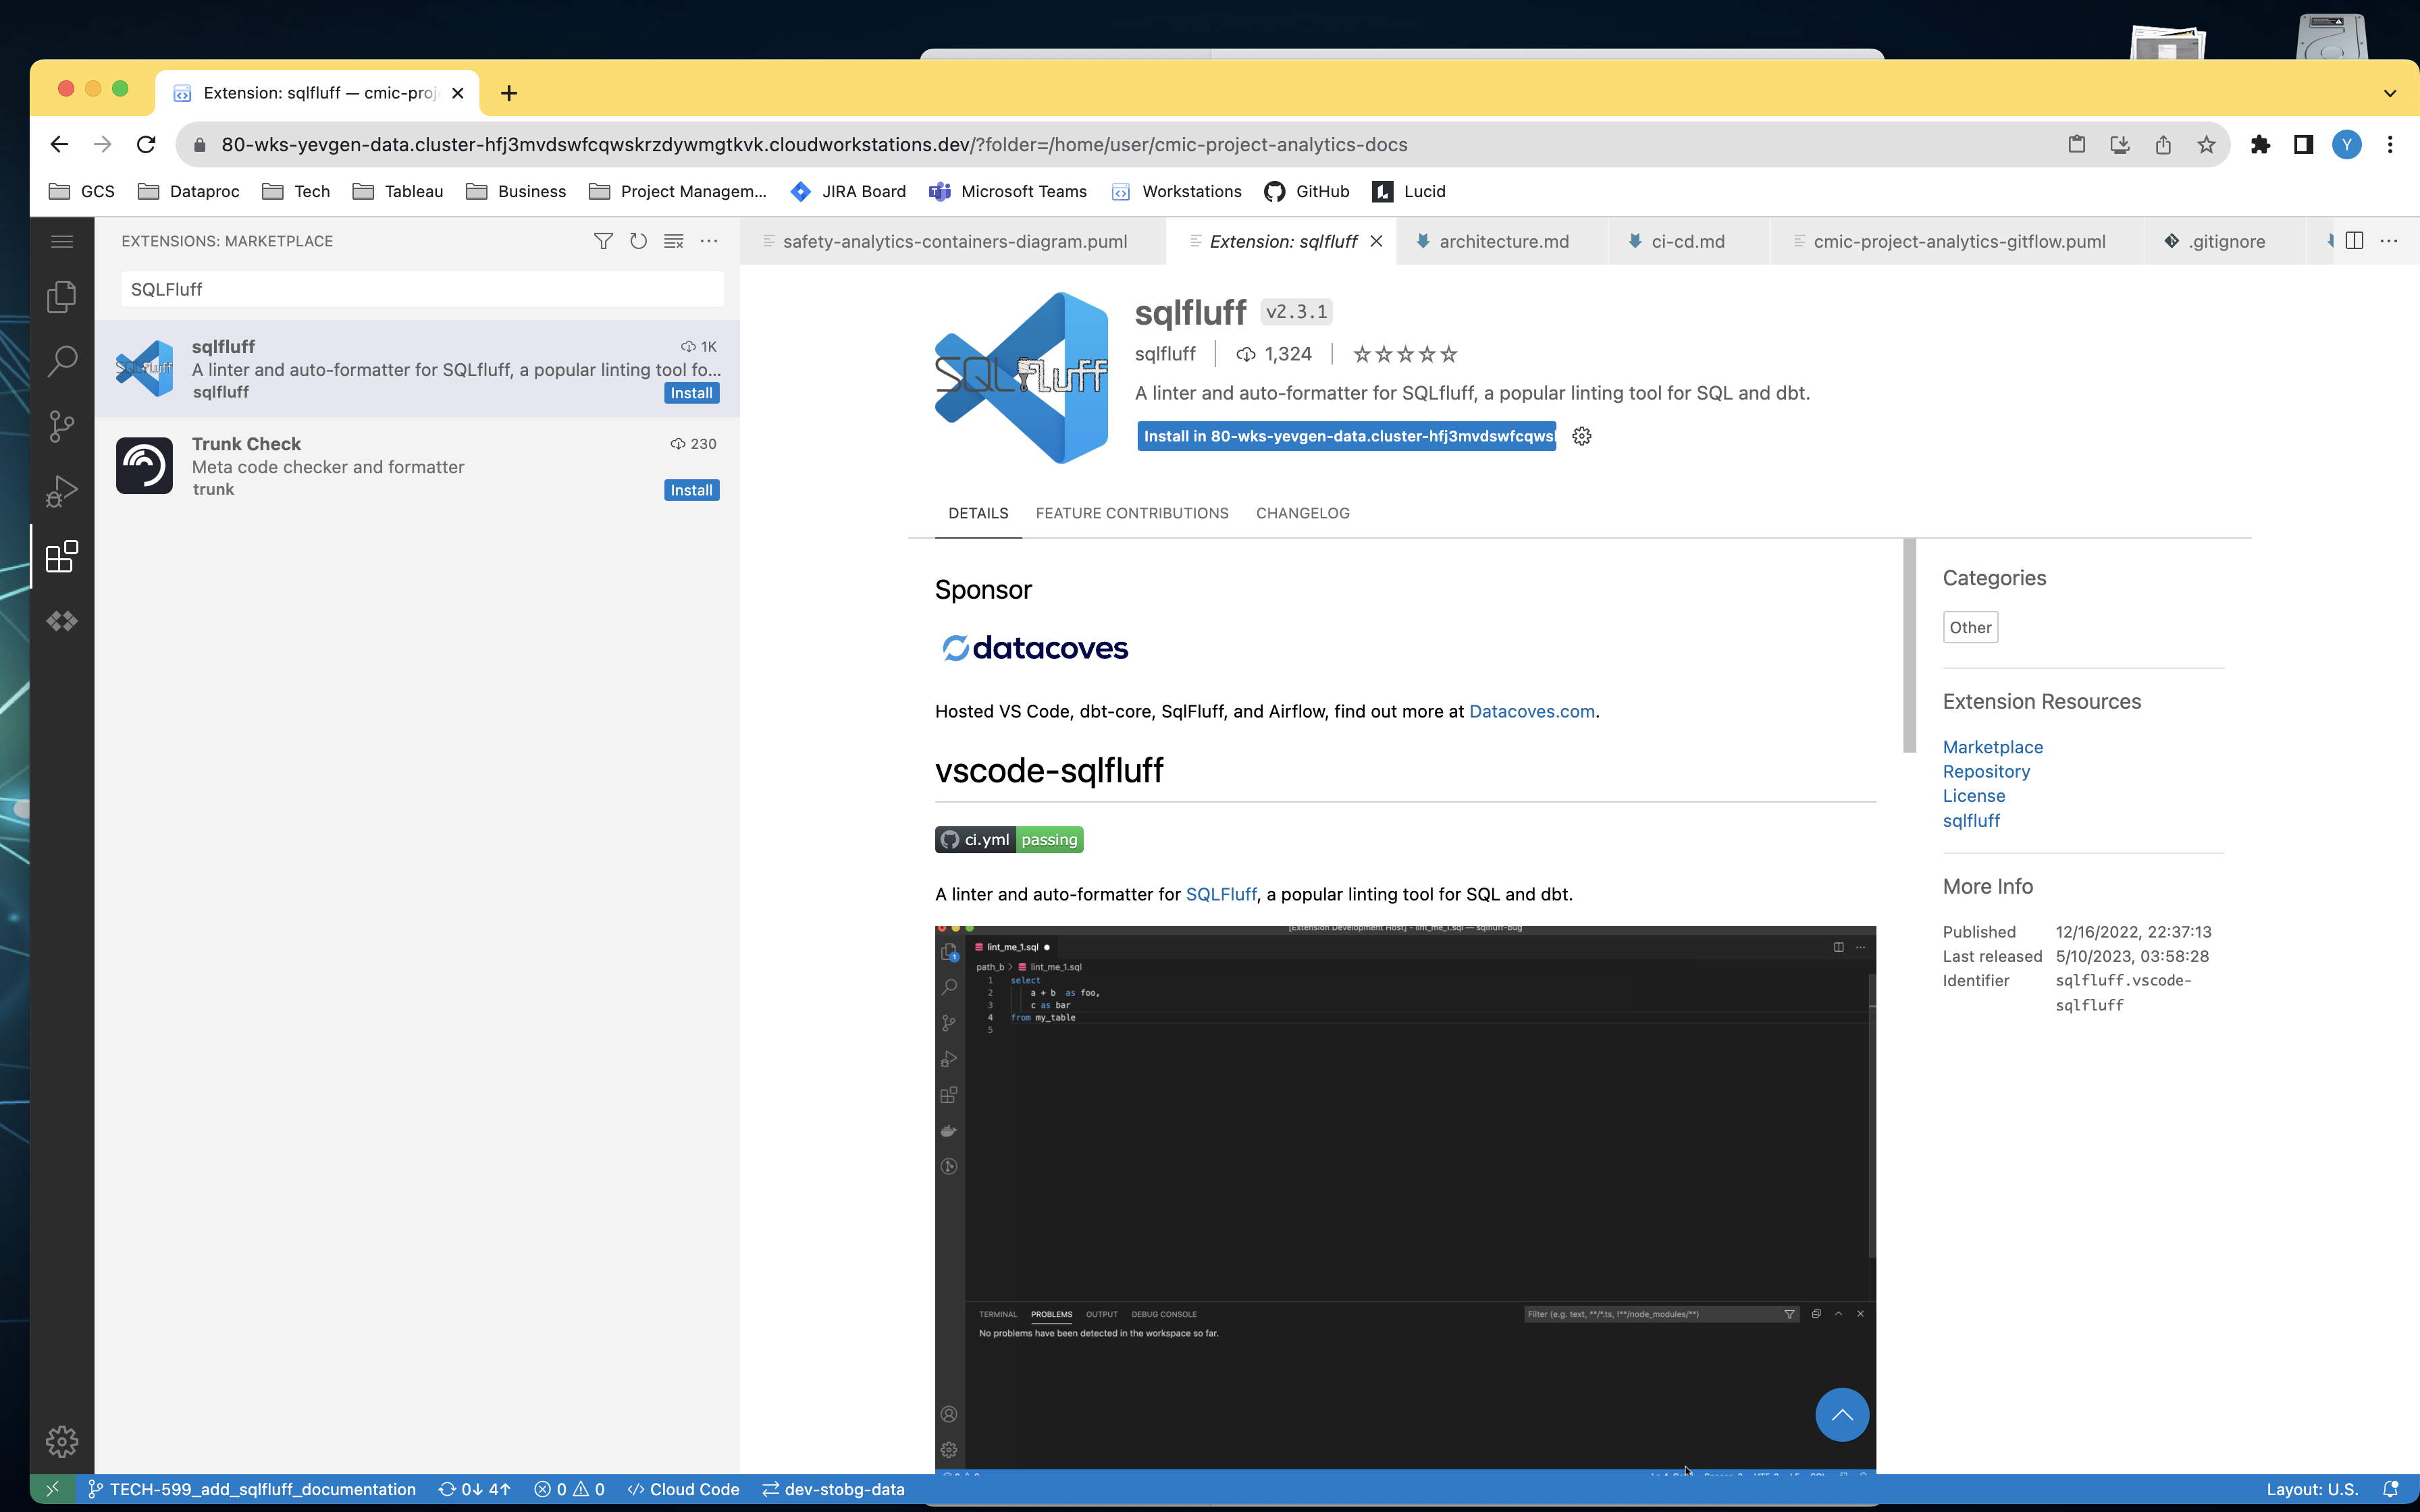 Extension: sqlfluff — cmic-proj
80-wks-yevgen-data.cluster-hfj3mvdswfcqwskrzdywmgtkvk.cloudworkstations.dev/?folder=/home/user/cmic-project-analytics-docs
Y
GCS Dataproc Tech Tableau Business Project Managem... JIRA Board Microsoft Teams Workstations GitHub Lucid
EXTENSIONS: MARKETPLACE
SQLFluff
sqlfluff 1K
A linter and auto-formatter for SQLfluff, a popular linting tool fo...
sqlfluff Install
Trunk Check 230
Meta code checker and formatter
trunk Install
safety-analytics-containers-diagram.puml Extension: sqlfluff architecture.md ci-cd.md cmic-project-analytics-gitflow.puml .gitignore
SQLfluff
sqlfluff v2.3.1
sqlfluff 1,324
A linter and auto-formatter for SQLfluff, a popular linting tool for SQL and dbt.
Install in 80-wks-yevgen-data.cluster-hfj3mvdswfcqws
DETAILS FEATURE CONTRIBUTIONS CHANGELOG
Sponsor
datacoves
Hosted VS Code, dbt-core, SqlFluff, and Airflow, find out more at Datacoves.com.
vscode-sqlfluff
ci.yml passing
A linter and auto-formatter for SQLFluff, a popular linting tool for SQL and dbt.
[Extension Development Host] - lint_me_1.sql — sqlfluff-bug
lint_me_1.sql
path_b > lint_me_1.sql
1 select
2 a + b as foo,
3 c as bar
4 from my_table
5
TERMINAL PROBLEMS OUTPUT DEBUG CONSOLE Filter (e.g. text, **/*.ts, !**/node_modules/**)
No problems have been detected in the workspace so far.
Categories
Other
Extension Resources
Marketplace
Repository
License
sqlfluff
More Info
Published 12/16/2022, 22:37:13
Last released 5/10/2023, 03:58:28
Identifier sqlfluff.vscode-
sqlfluff
TECH-599_add_sqlfluff_documentation 0↓ 4↑ 0 0 Cloud Code dev-stobg-data Layout: U.S.